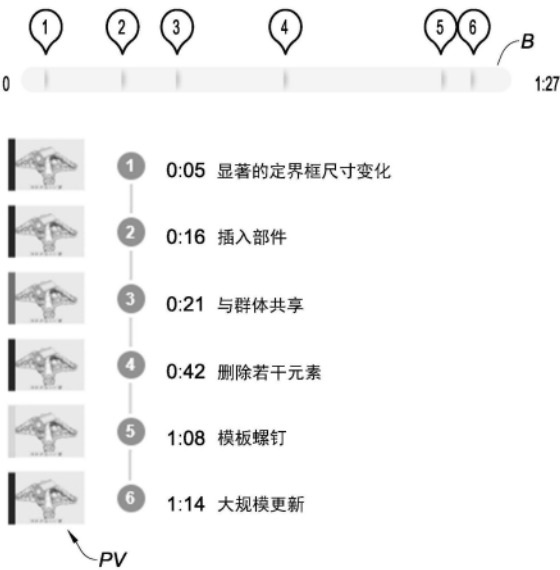 1 2 3 4 5 6
B
0 1:27
1 0:05 显著的定界框尺寸变化
2 0:16 插入部件
3 0:21 与群体共享
4 0:42 删除若干元素
5 1:08 模板螺钉
6 1:14 大规模更新
PV